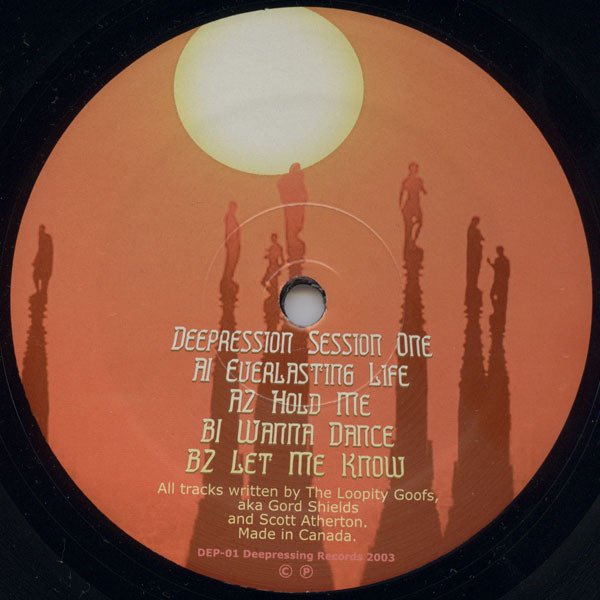 Deepression Session One
A1 Everlasting Life
A2 Hold Me
B1 Wanna Dance
B2 Let Me Know
All tracks written by The Loopity Goofs,
aka Gord Shields
and Scott Atherton.
Made in Canada.
DEP-01 Deepressing Records 2003
© ℗